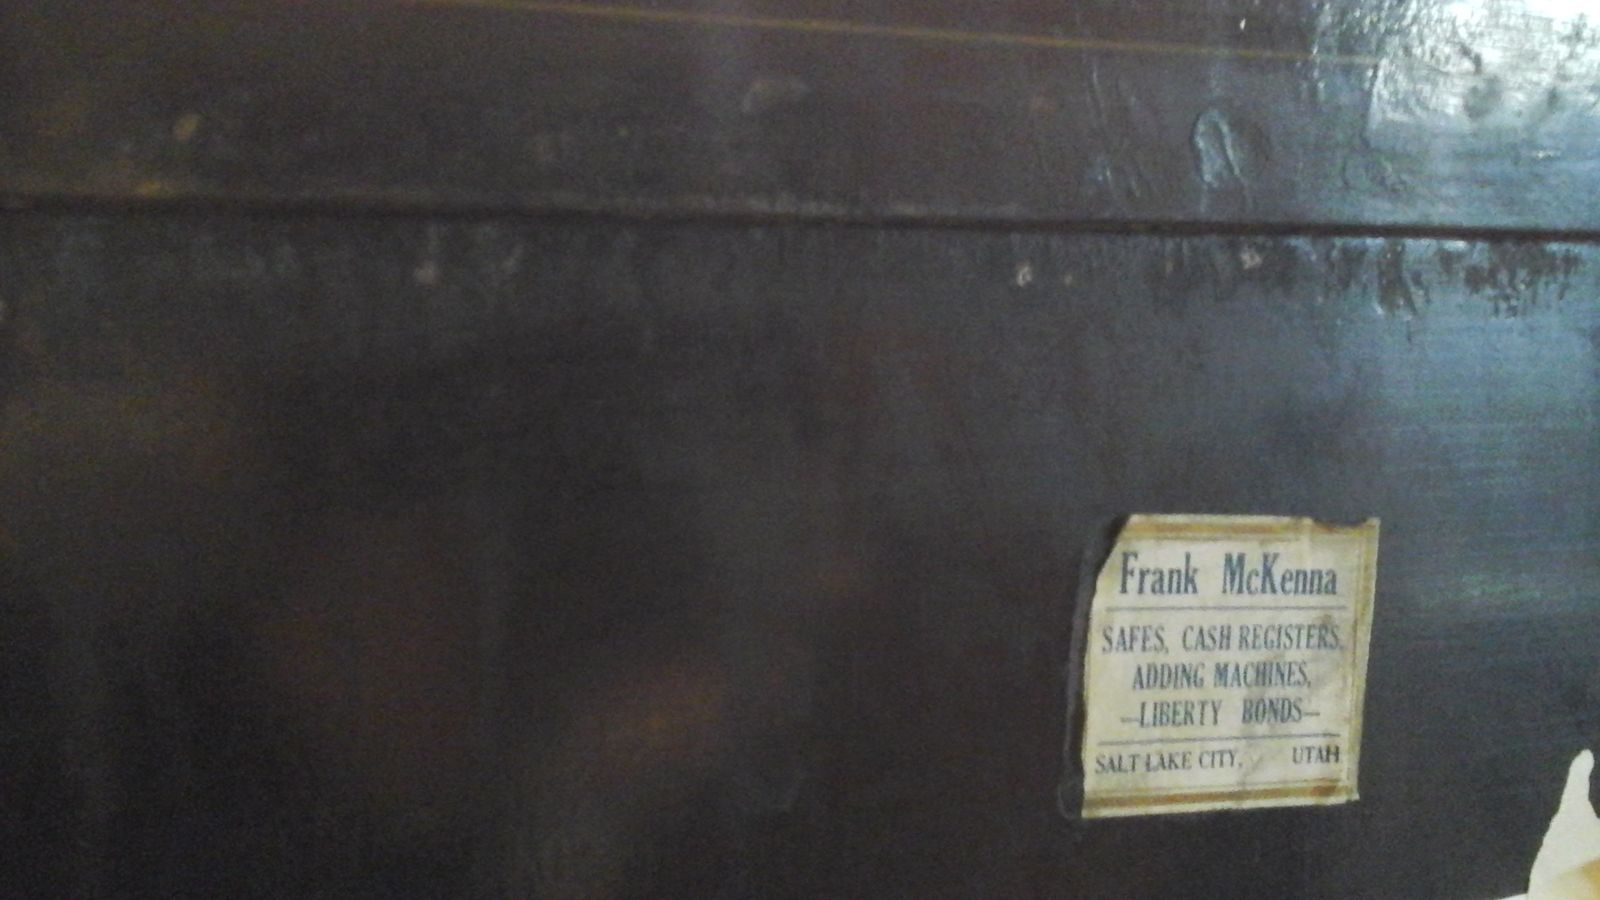 Frank McKenna
SAFES, CASH REGISTERS,
ADDING MACHINES,
—LIBERTY BONDS—
SALT LAKE CITY, UTAH